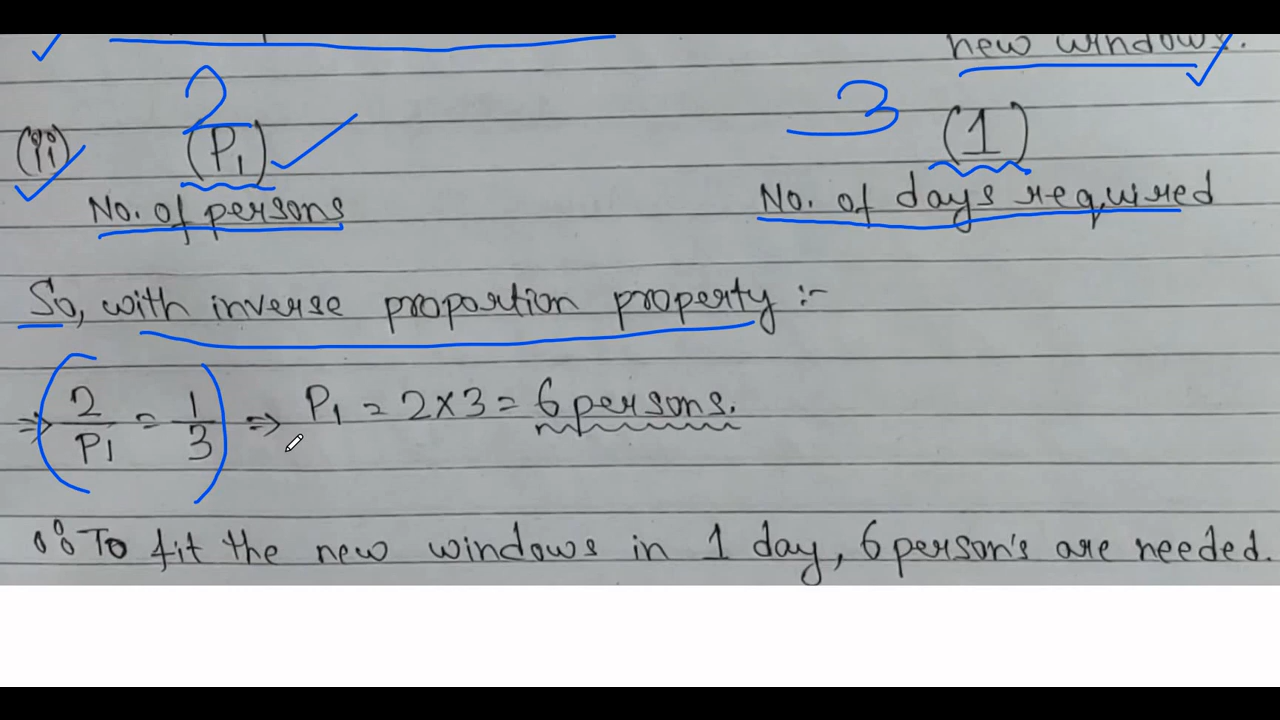 new windows.
2 3
(ii) (P1) (1)
No. of persons No. of days required
So, with inverse proportion property :-
⇒ (2/P1 = 1/3) ⇒ P1 = 2×3 = 6 persons.
∴ To fit the new windows in 1 day, 6 person's are needed.